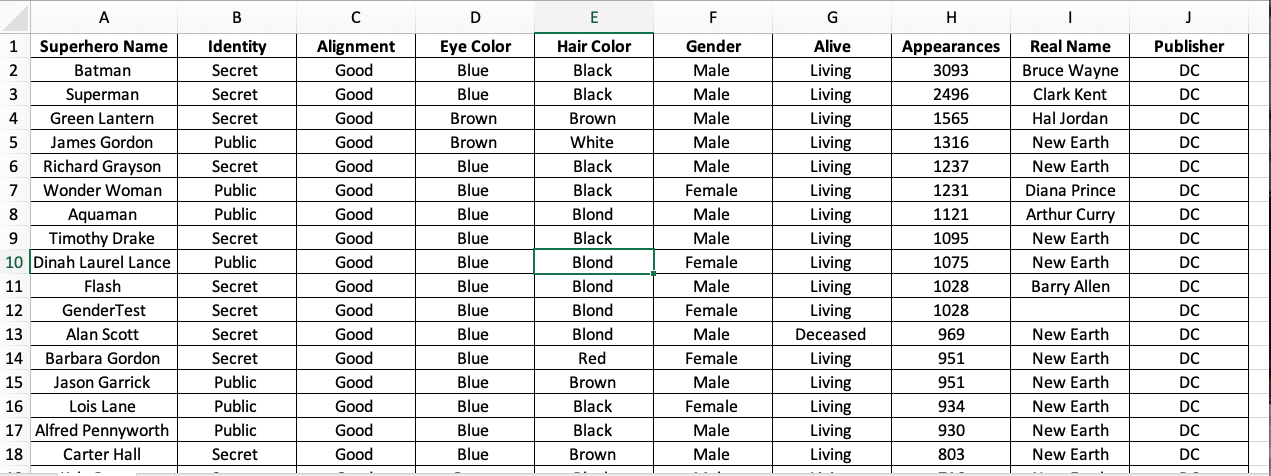 A B C D E F G H I J
1 Superhero Name Identity Alignment Eye Color Hair Color Gender Alive Appearances Real Name Publisher
2 Batman Secret Good Blue Black Male Living 3093 Bruce Wayne DC
3 Superman Secret Good Blue Black Male Living 2496 Clark Kent DC
4 Green Lantern Secret Good Brown Brown Male Living 1565 Hal Jordan DC
5 James Gordon Public Good Brown White Male Living 1316 New Earth DC
6 Richard Grayson Secret Good Blue Black Male Living 1237 New Earth DC
7 Wonder Woman Public Good Blue Black Female Living 1231 Diana Prince DC
8 Aquaman Public Good Blue Blond Male Living 1121 Arthur Curry DC
9 Timothy Drake Secret Good Blue Black Male Living 1095 New Earth DC
10 Dinah Laurel Lance Public Good Blue Blond Female Living 1075 New Earth DC
11 Flash Secret Good Blue Blond Male Living 1028 Barry Allen DC
12 GenderTest Secret Good Blue Blond Female Living 1028 DC
13 Alan Scott Secret Good Blue Blond Male Deceased 969 New Earth DC
14 Barbara Gordon Secret Good Blue Red Female Living 951 New Earth DC
15 Jason Garrick Public Good Blue Brown Male Living 951 New Earth DC
16 Lois Lane Public Good Blue Black Female Living 934 New Earth DC
17 Alfred Pennyworth Public Good Blue Black Male Living 930 New Earth DC
18 Carter Hall Secret Good Blue Brown Male Living 803 New Earth DC